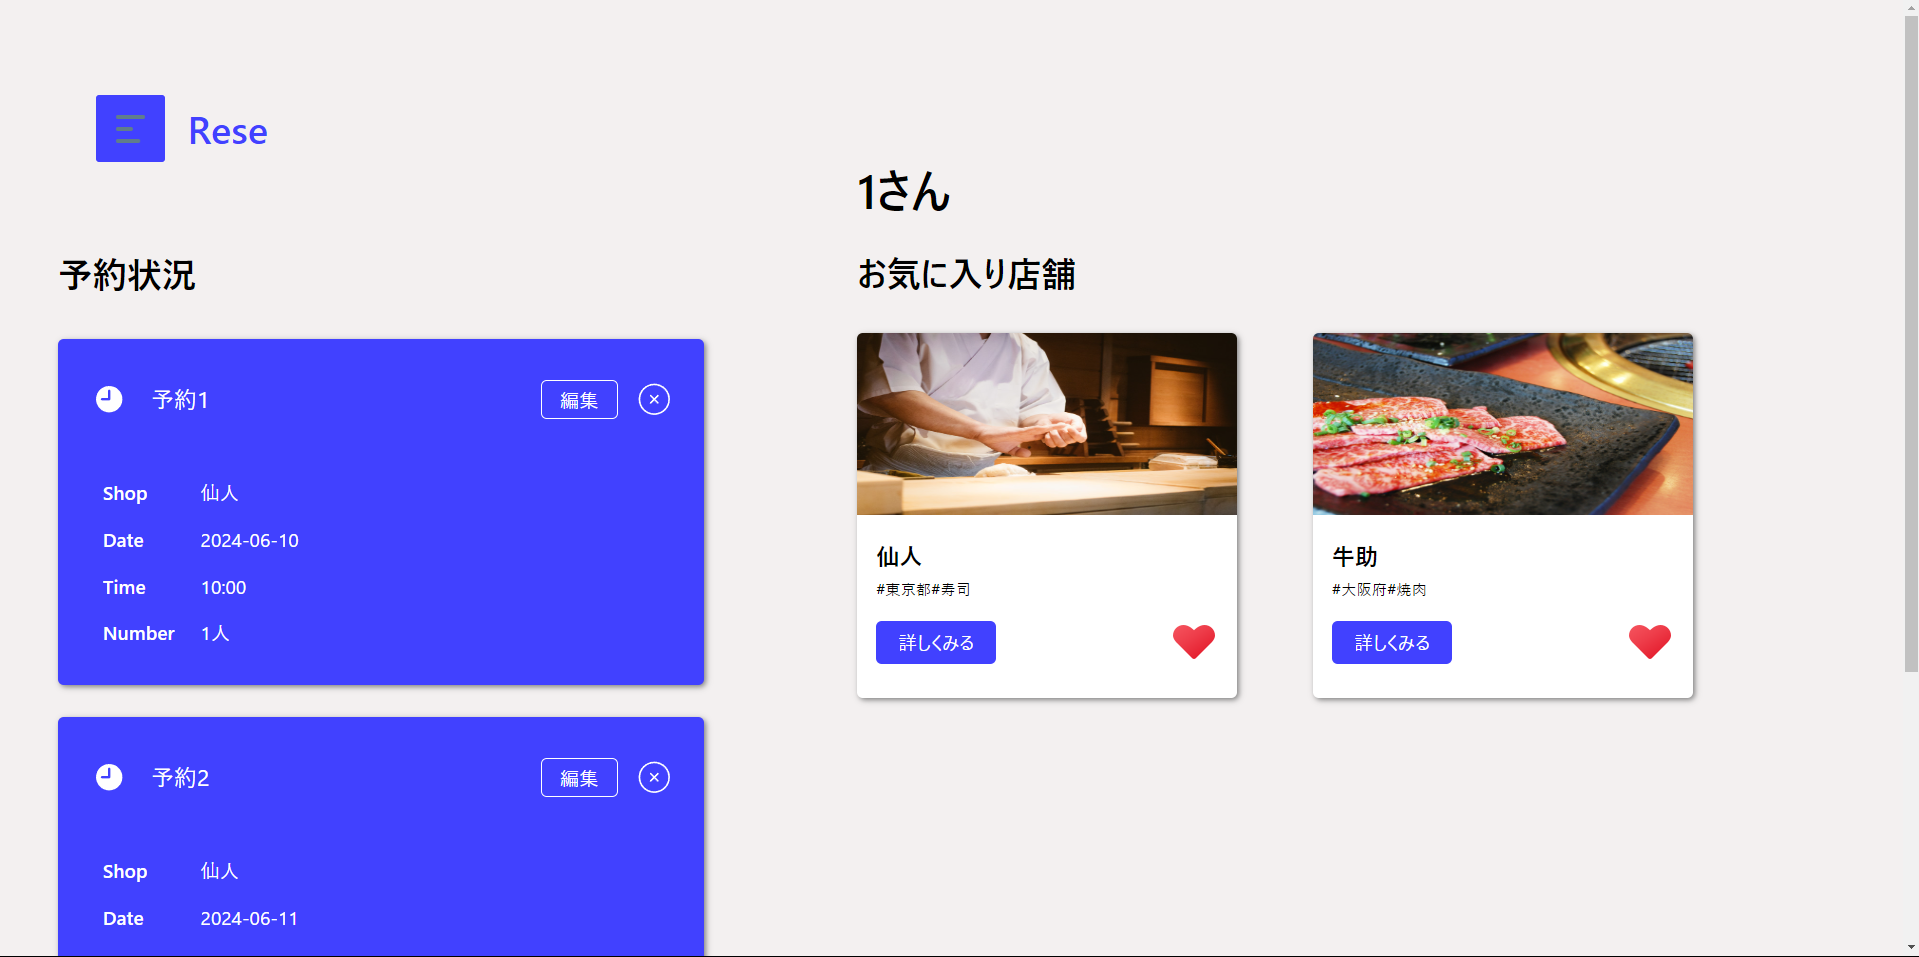 Rese
1さん
予約状況
お気に入り店舗
予約1
編集
Shop 仙人
Date 2024-06-10
Time 10:00
Number 1人
予約2
編集
Shop 仙人
Date 2024-06-11
仙人
#東京都#寿司
詳しくみる
牛助
#大阪府#焼肉
詳しくみる